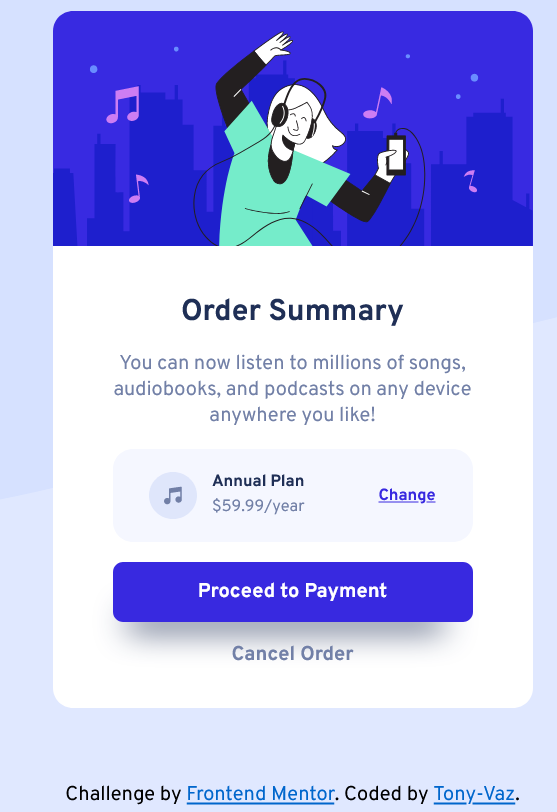 Order Summary
You can now listen to millions of songs,
audiobooks, and podcasts on any device
anywhere you like!
Annual Plan
$59.99/year
Change
Proceed to Payment
Cancel Order
Challenge by Frontend Mentor. Coded by Tony-Vaz.